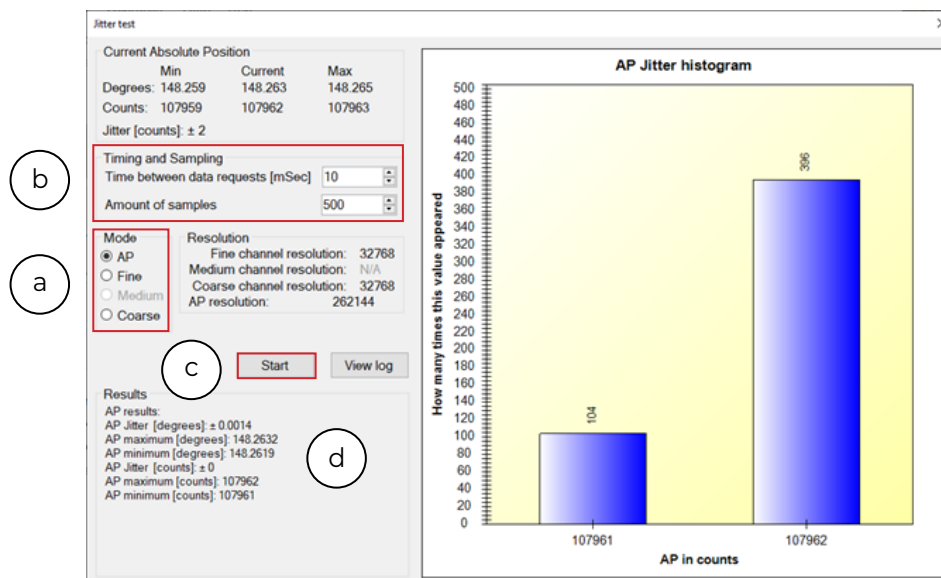 Jitter test
Current Absolute Position
Min Current Max
Degrees: 148.259 148.263 148.265
Counts: 107959 107962 107963
Jitter [counts]: ± 2
b
Timing and Sampling
Time between data requests [mSec] 10
Amount of samples 500
a
Mode
AP
Fine
Medium
Coarse
Resolution
Fine channel resolution: 32768
Medium channel resolution: N/A
Coarse channel resolution: 32768
AP resolution: 262144
c
Start View log
Results
AP results:
AP Jitter [degrees]: ± 0.0014
AP maximum [degrees]: 148.2632
AP minimum [degrees]: 148.2619
AP Jitter [counts]: ± 0
AP maximum [counts]: 107962
AP minimum [counts]: 107961
d
AP Jitter histogram
How many times this value appeared
500
480
460
440
420
400
380
360
340
320
300
280
260
240
220
200
180
160
140
120
100
80
60
40
20
0
104
396
107961 107962
AP in counts